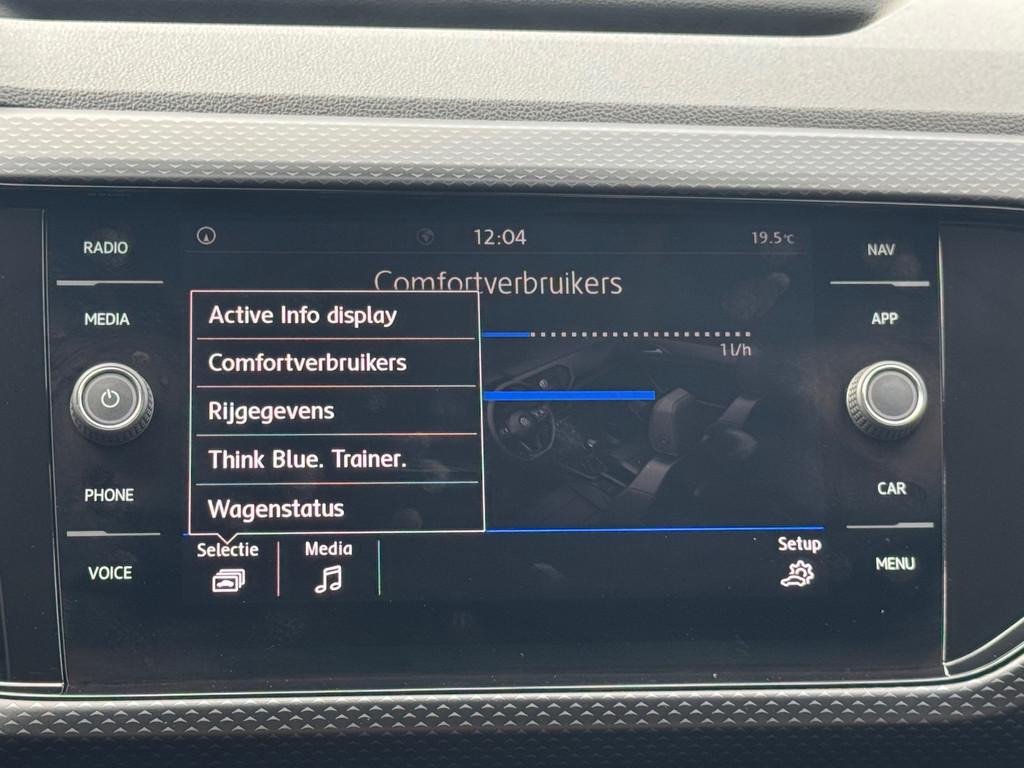 RADIO
MEDIA
PHONE
VOICE
12:04
19.5°C
Comfortverbruikers
1 l/h
Active Info display
Comfortverbruikers
Rijgegevens
Think Blue. Trainer.
Wagenstatus
Selectie
Media
Setup
NAV
APP
CAR
MENU